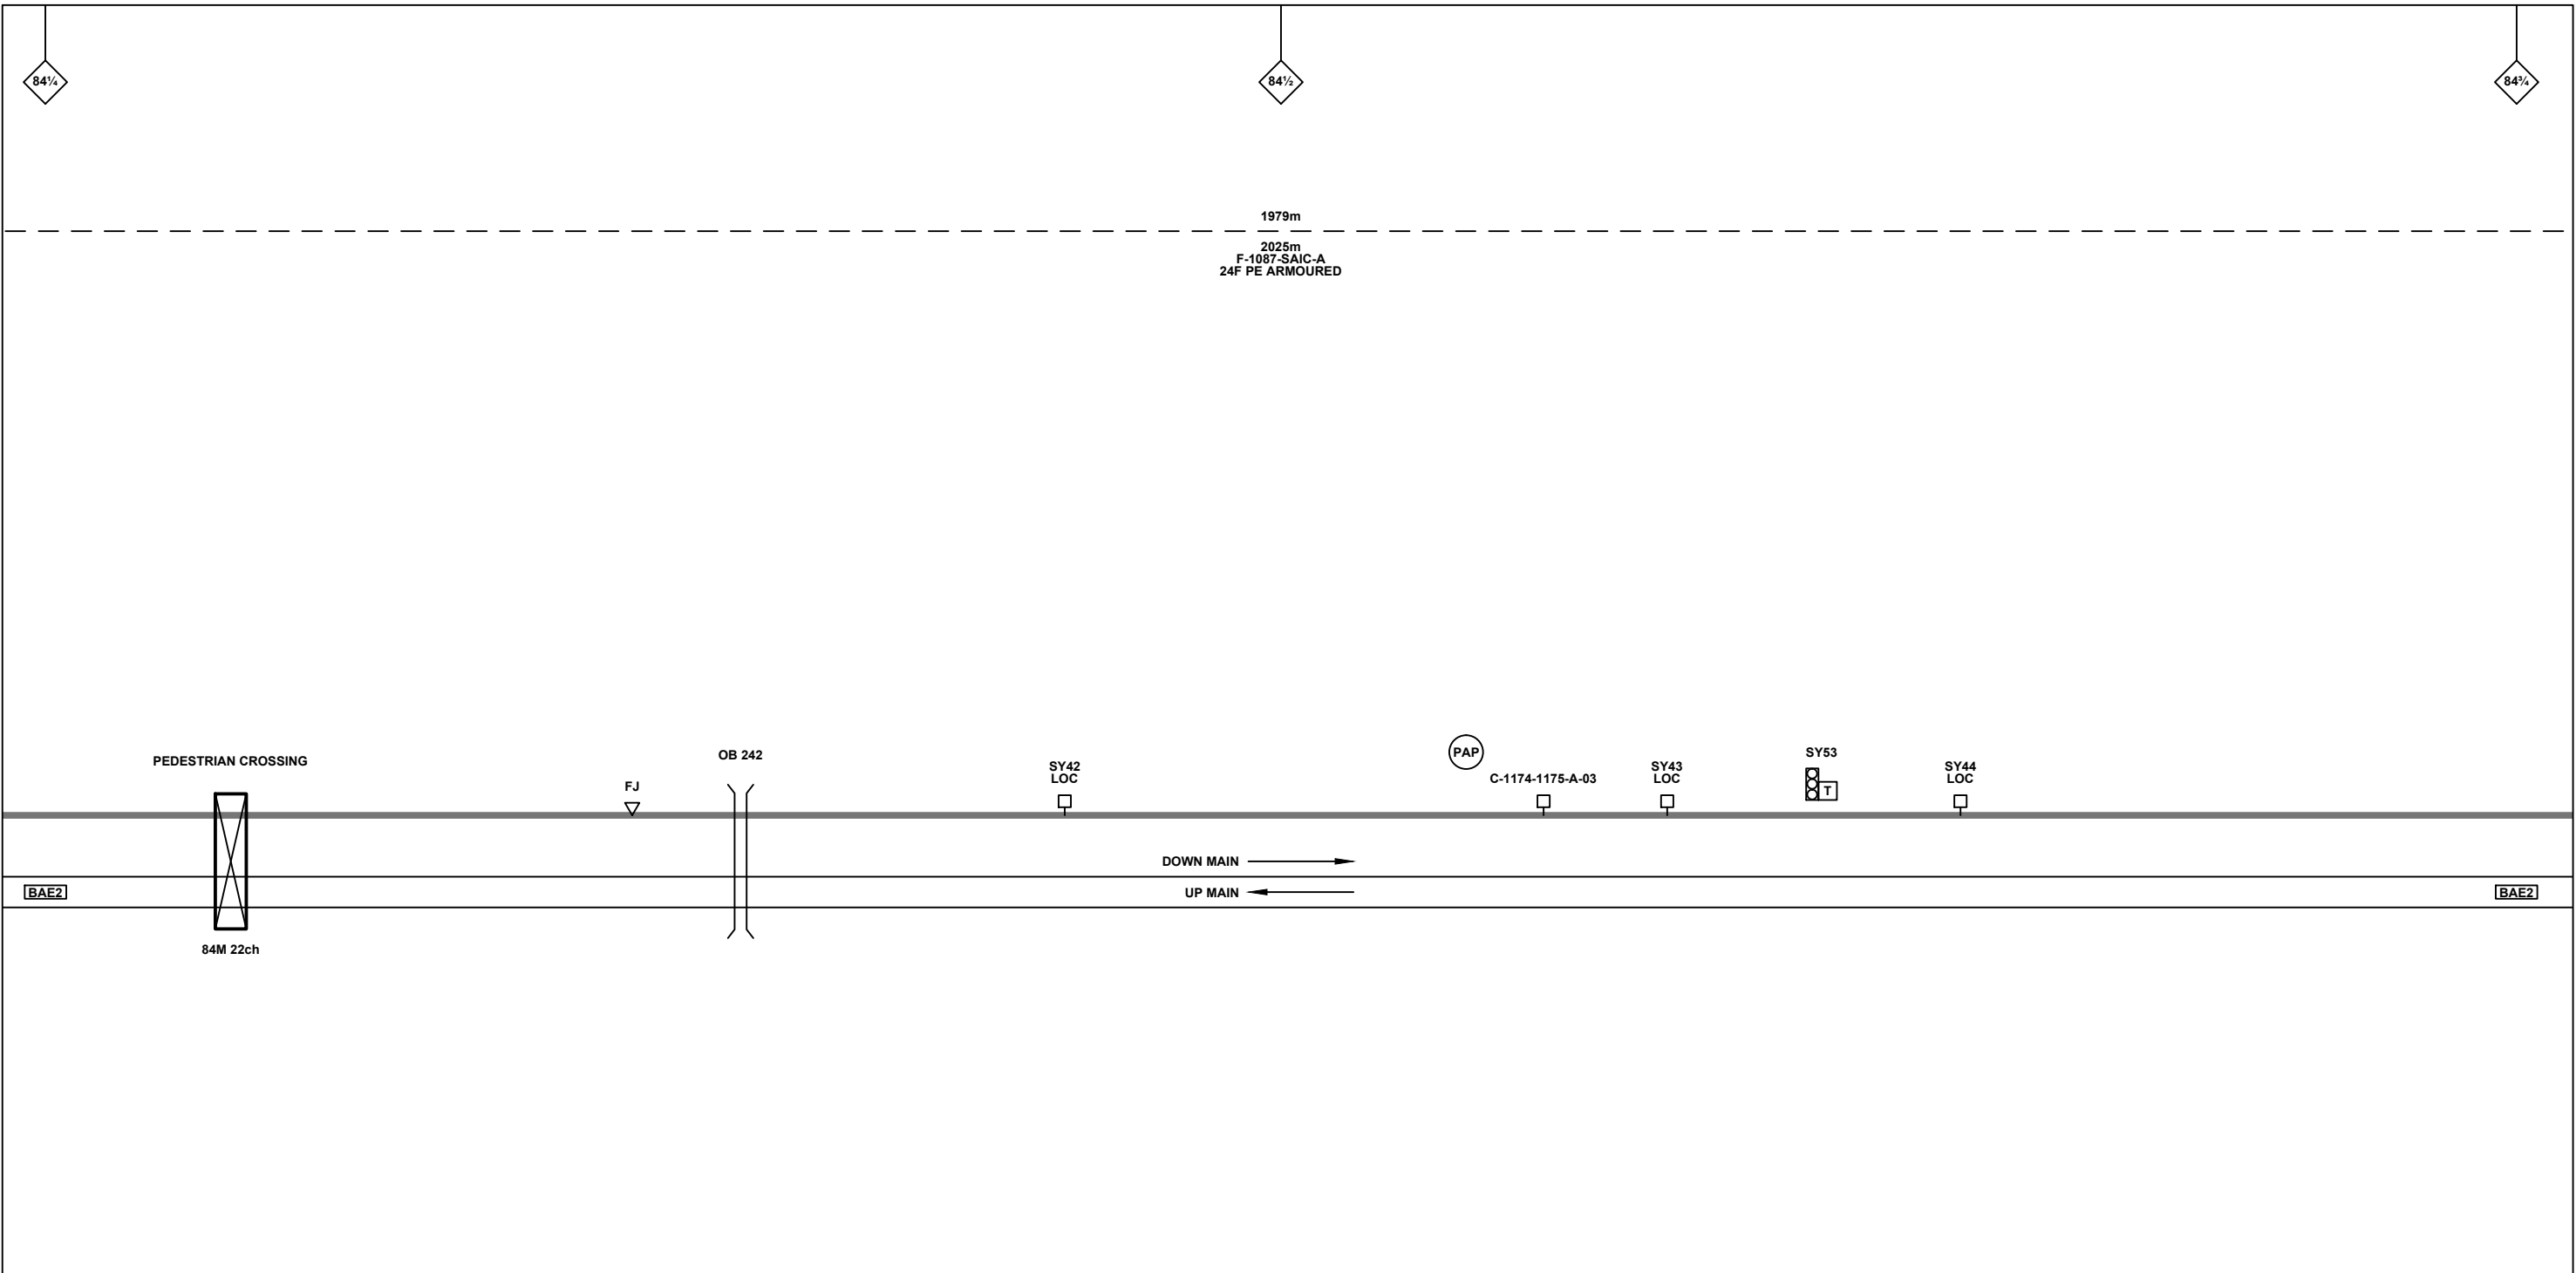 84¼
84½
84¾
1979m
2025m
F-1087-SAIC-A
24F PE ARMOURED
PEDESTRIAN CROSSING
FJ
OB 242
SY42
LOC
PAP
C-1174-1175-A-03
SY43
LOC
SY53
T
SY44
LOC
DOWN MAIN
BAE2
UP MAIN
BAE2
84M 22ch